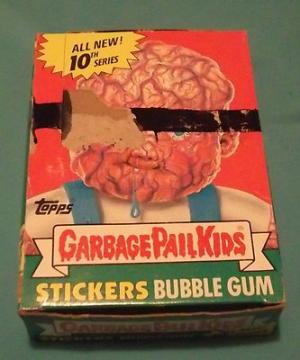 ALL NEW!
10TH
SERIES
topps
GARBAGE PAIL KIDS
STICKERS BUBBLE GUM